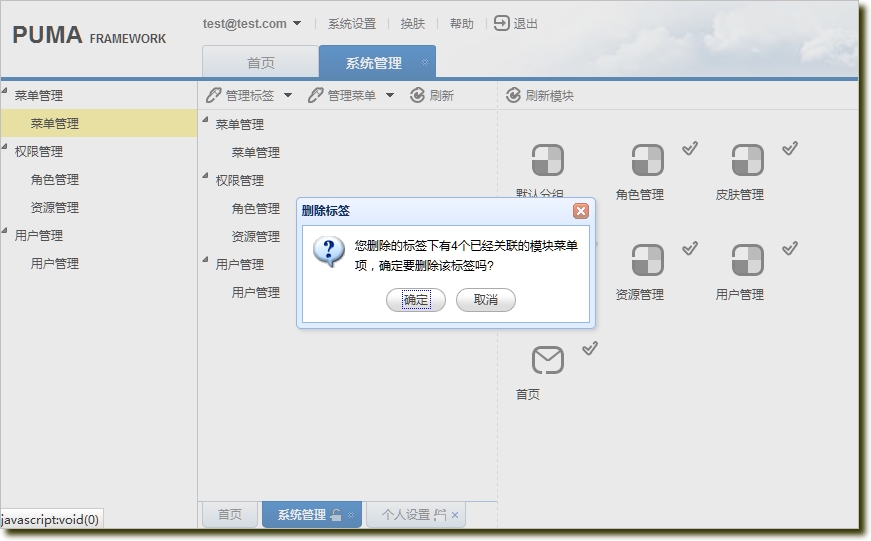 PUMA FRAMEWORK
test@test.com 系统设置 换肤 帮助 退出
首页 系统管理
菜单管理
菜单管理
权限管理
角色管理
资源管理
用户管理
用户管理
管理标签 管理菜单 刷新
菜单管理
菜单管理
权限管理
角色管理
资源管理
用户管理
用户管理
刷新模块
默认分组 角色管理 皮肤管理
资源管理 用户管理
首页
删除标签
您删除的标签下有4个已经关联的模块菜单
项，确定要删除该标签吗?
确定 取消
首页 系统管理 个人设置
javascript:void(0)